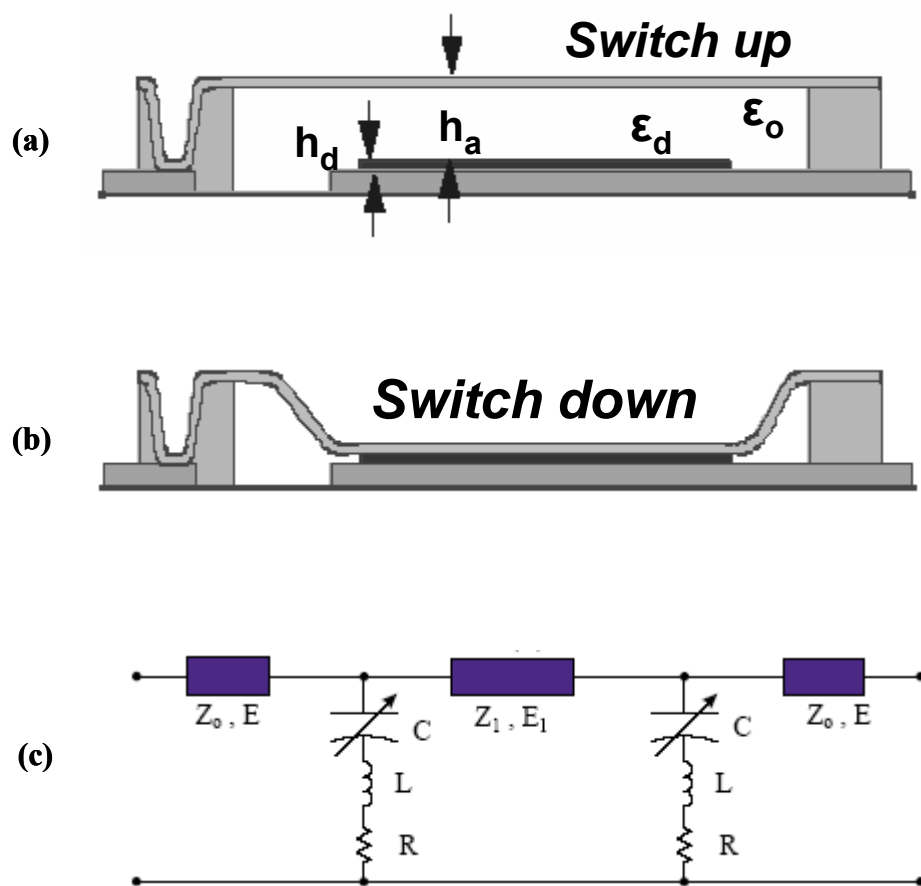 Switch up
(a)
h_d
h_a
ε_d
ε_o
(b)
Switch down
(c)
Z_o , E
C
L
R
Z_1 , E_1
C
L
R
Z_o , E